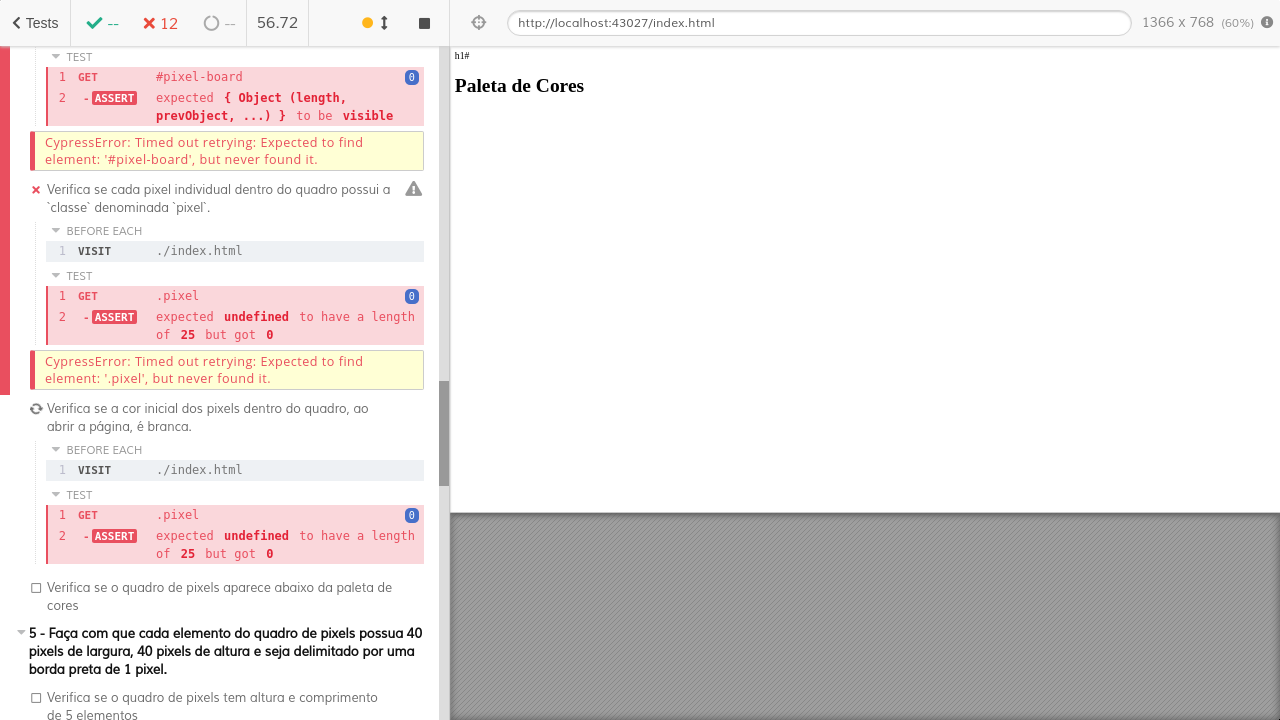 Tests
--
12
--
56.72
http://localhost:43027/index.html
1366 x 768 (60%)
TEST
1 GET #pixel-board 0
2 -ASSERT expected { Object (length,
prevObject, ...) } to be visible
CypressError: Timed out retrying: Expected to find
element: '#pixel-board', but never found it.
Verifica se cada pixel individual dentro do quadro possui a
`classe` denominada `pixel`.
BEFORE EACH
1 VISIT ./index.html
TEST
1 GET .pixel 0
2 -ASSERT expected undefined to have a length
of 25 but got 0
CypressError: Timed out retrying: Expected to find
element: '.pixel', but never found it.
Verifica se a cor inicial dos pixels dentro do quadro, ao
abrir a página, é branca.
BEFORE EACH
1 VISIT ./index.html
TEST
1 GET .pixel 0
2 -ASSERT expected undefined to have a length
of 25 but got 0
Verifica se o quadro de pixels aparece abaixo da paleta de
cores
5 - Faça com que cada elemento do quadro de pixels possua 40
pixels de largura, 40 pixels de altura e seja delimitado por uma
borda preta de 1 pixel.
Verifica se o quadro de pixels tem altura e comprimento
de 5 elementos
h1#
Paleta de Cores